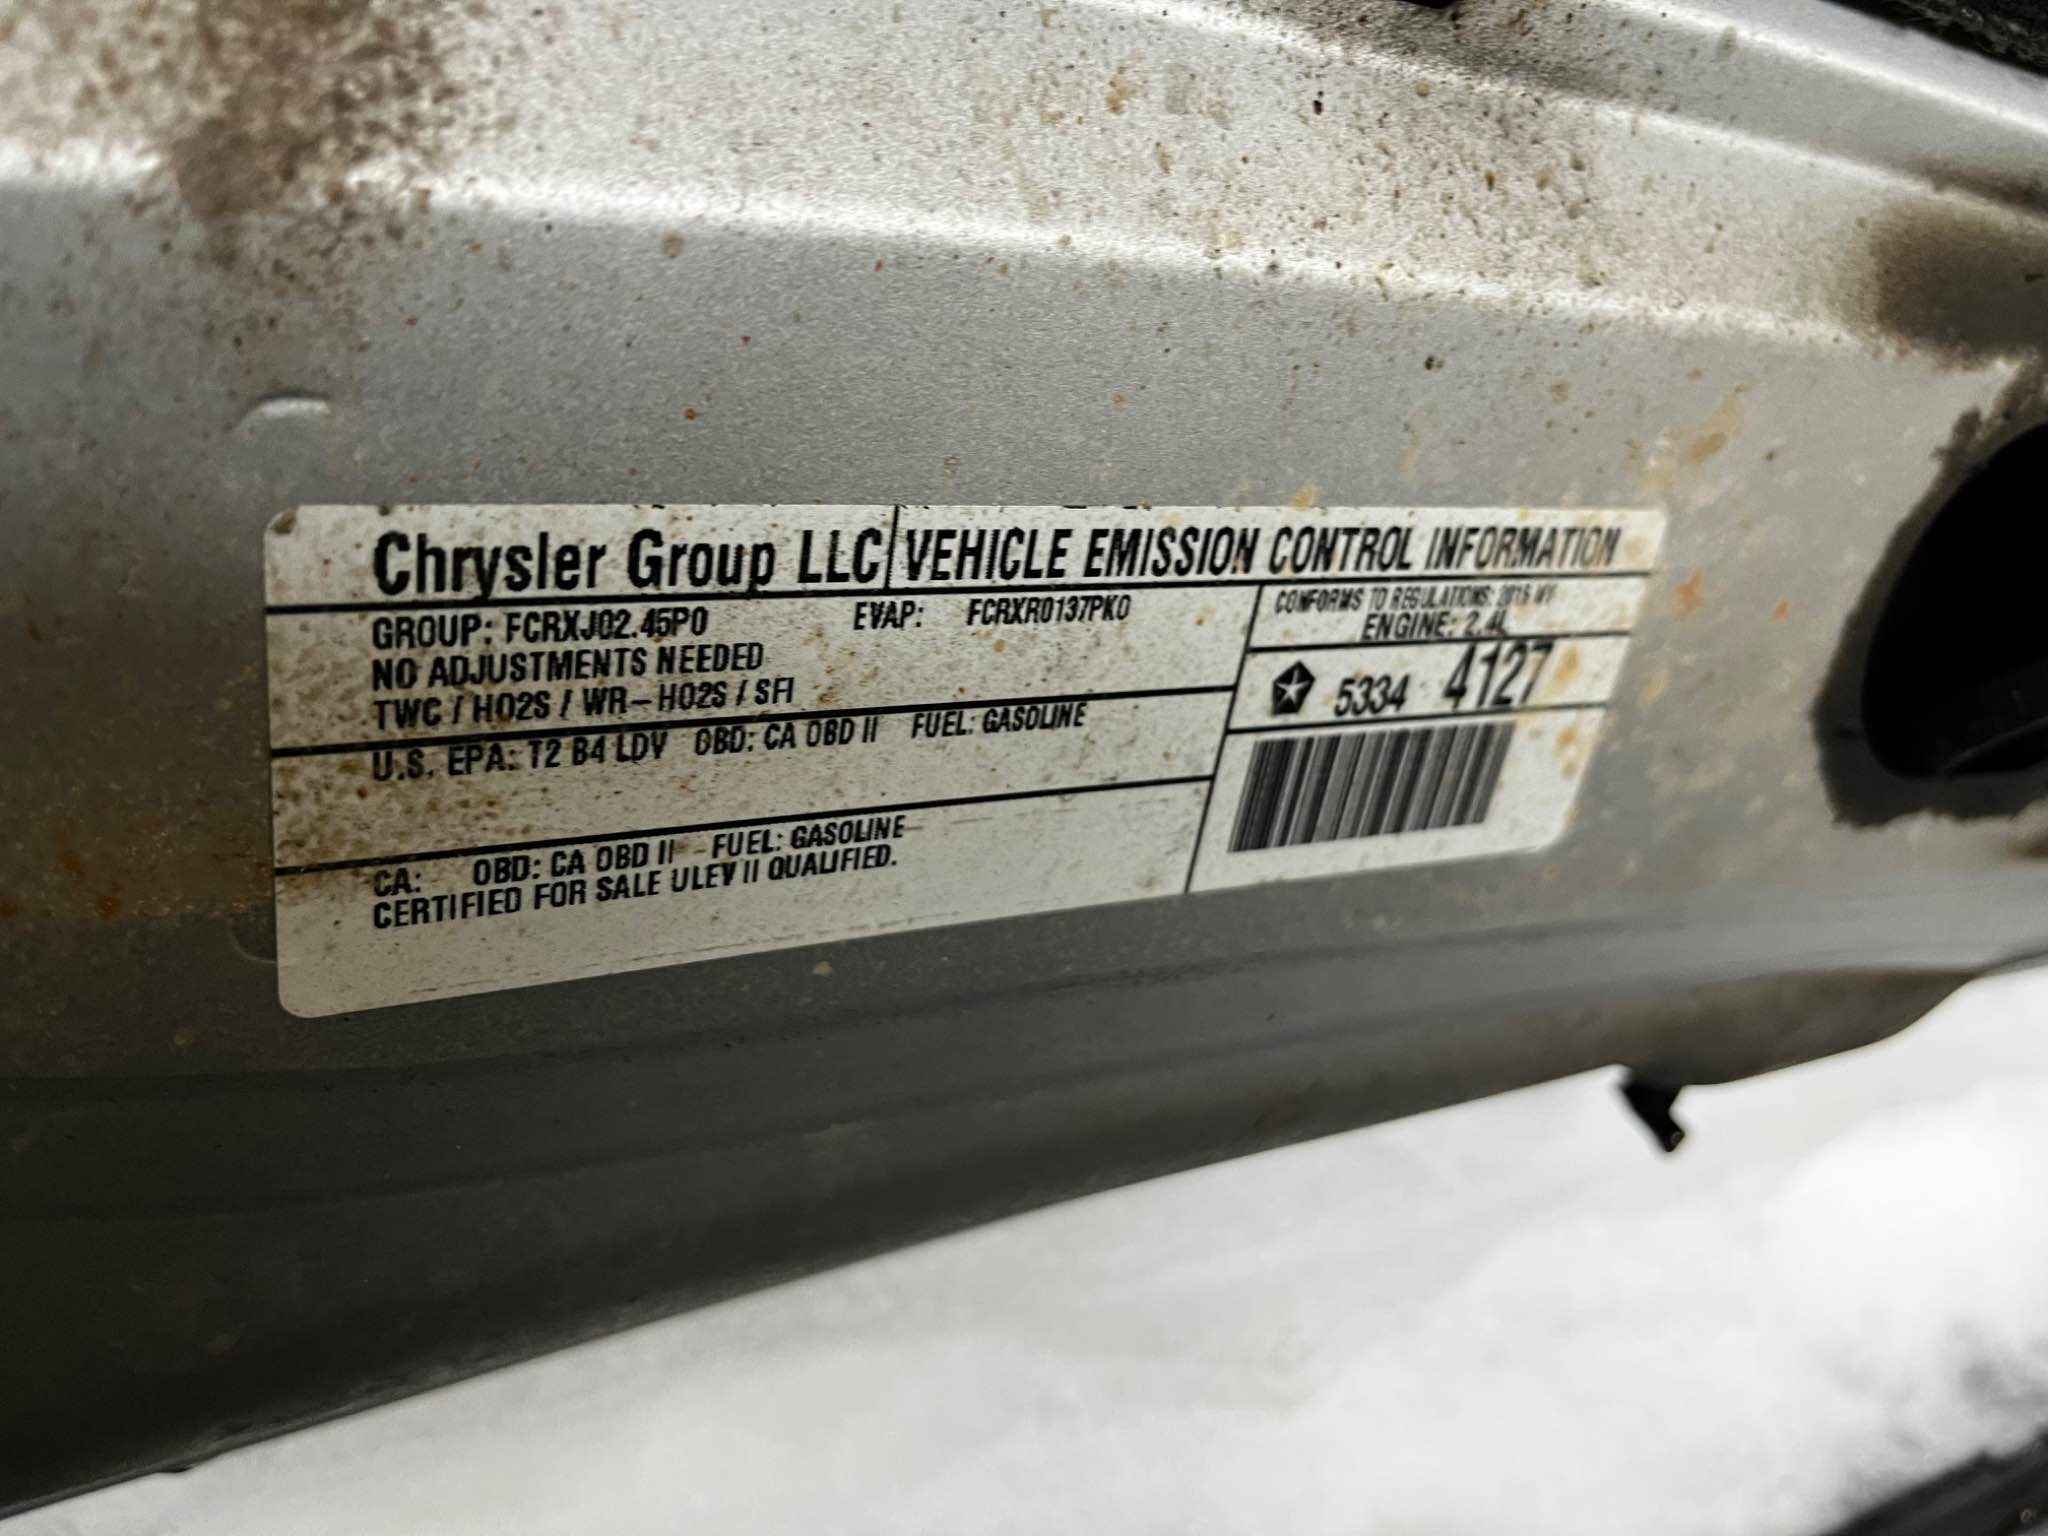 Chrysler Group LLC VEHICLE EMISSION CONTROL INFORMATION
GROUP: FCRXJ02.45P0 EVAP: FCRXR0137PK0
NO ADJUSTMENTS NEEDED
TWC / HO2S / WR-HO2S / SFI
CONFORMS TO REGULATIONS: MY
ENGINE: 2.4L
5334 4127
U.S. EPA: T2 B4 LDV OBD: CA OBD II FUEL: GASOLINE
CA: OBD: CA OBD II FUEL: GASOLINE
CERTIFIED FOR SALE ULEV II QUALIFIED.